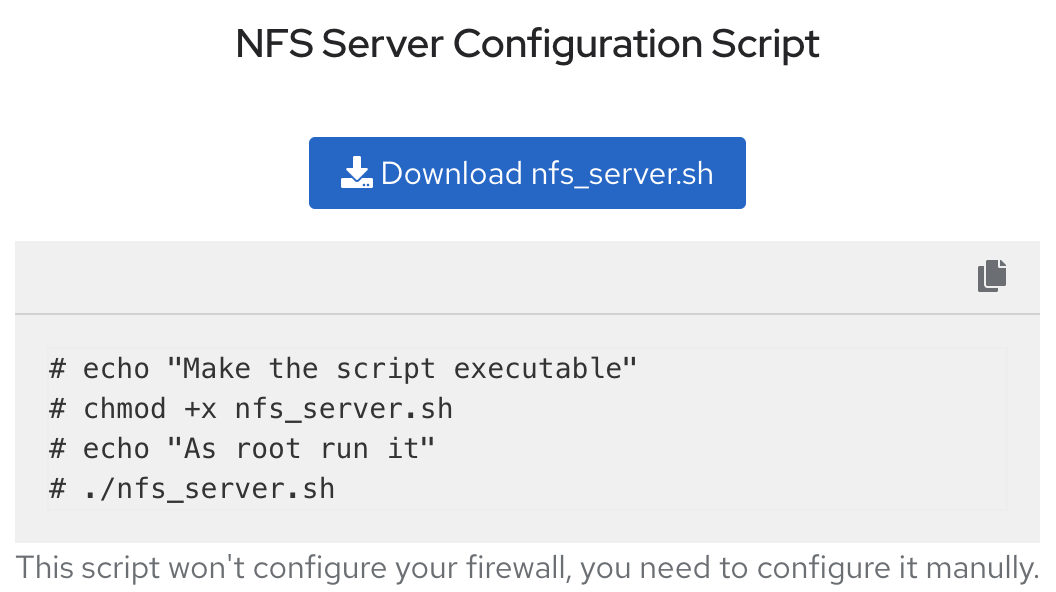 NFS Server Configuration Script
Download nfs_server.sh
# echo "Make the script executable"
# chmod +x nfs_server.sh
# echo "As root run it"
# ./nfs_server.sh
This script won't configure your firewall, you need to configure it manully.